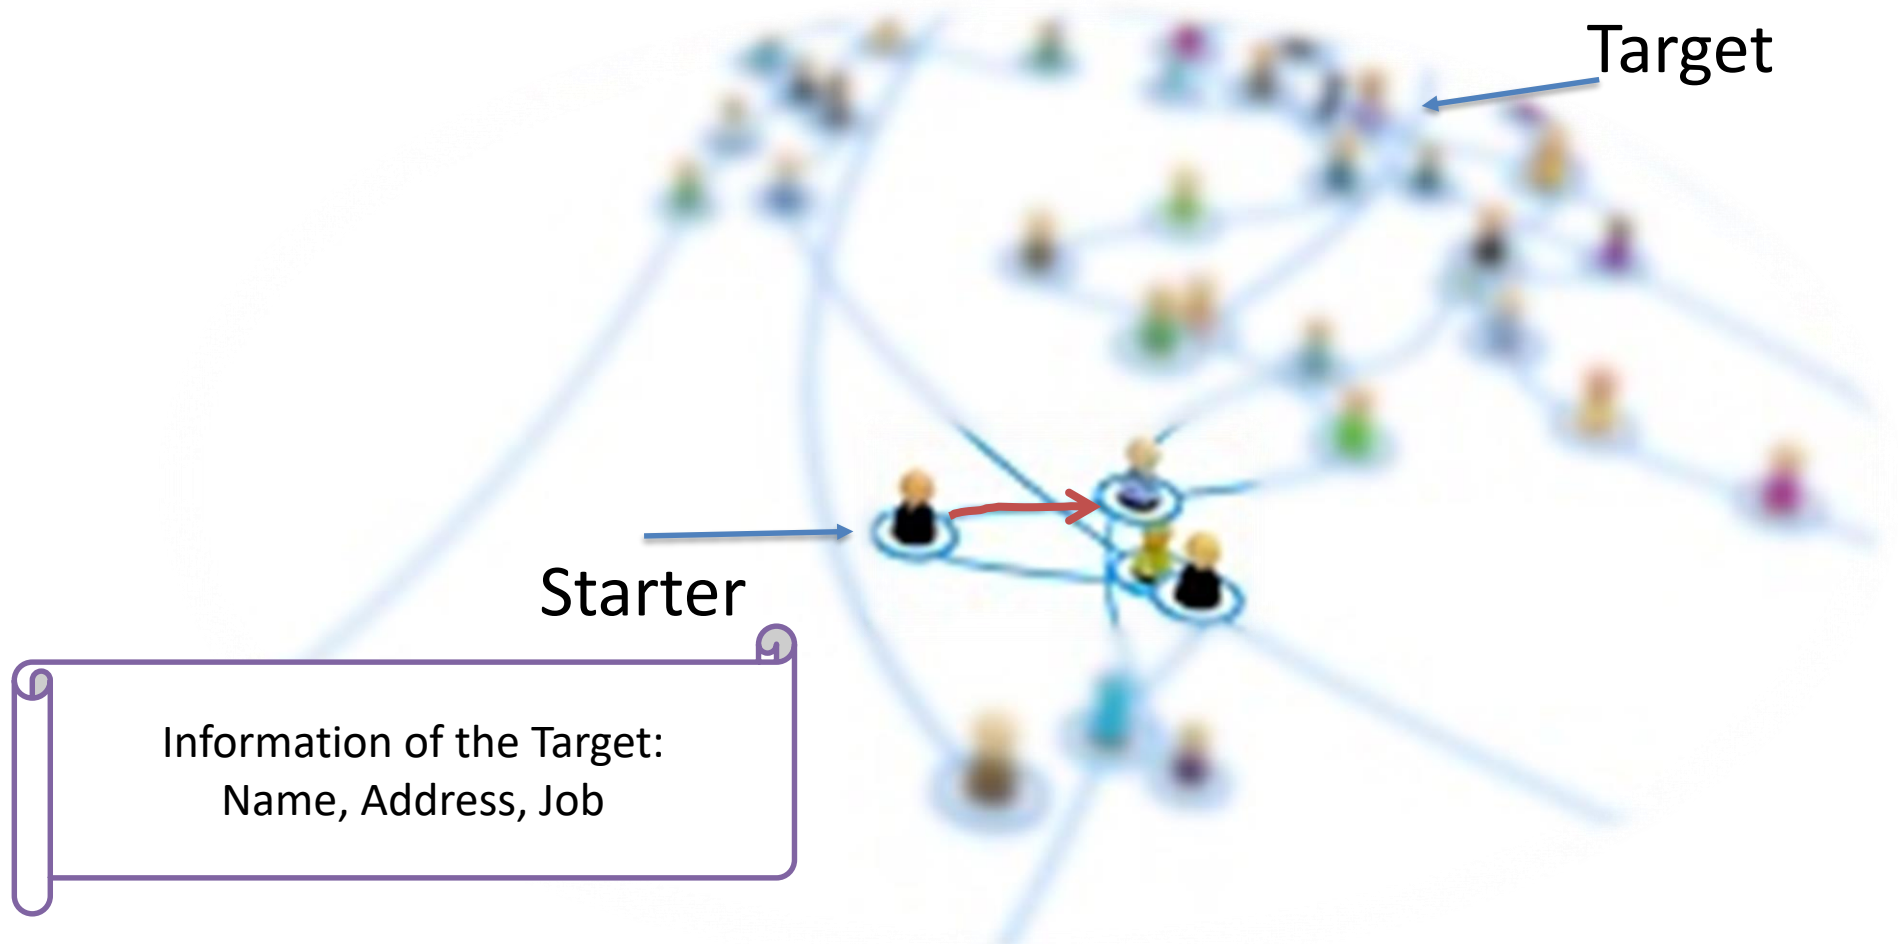 Target
Starter
Information of the Target:
Name, Address, Job